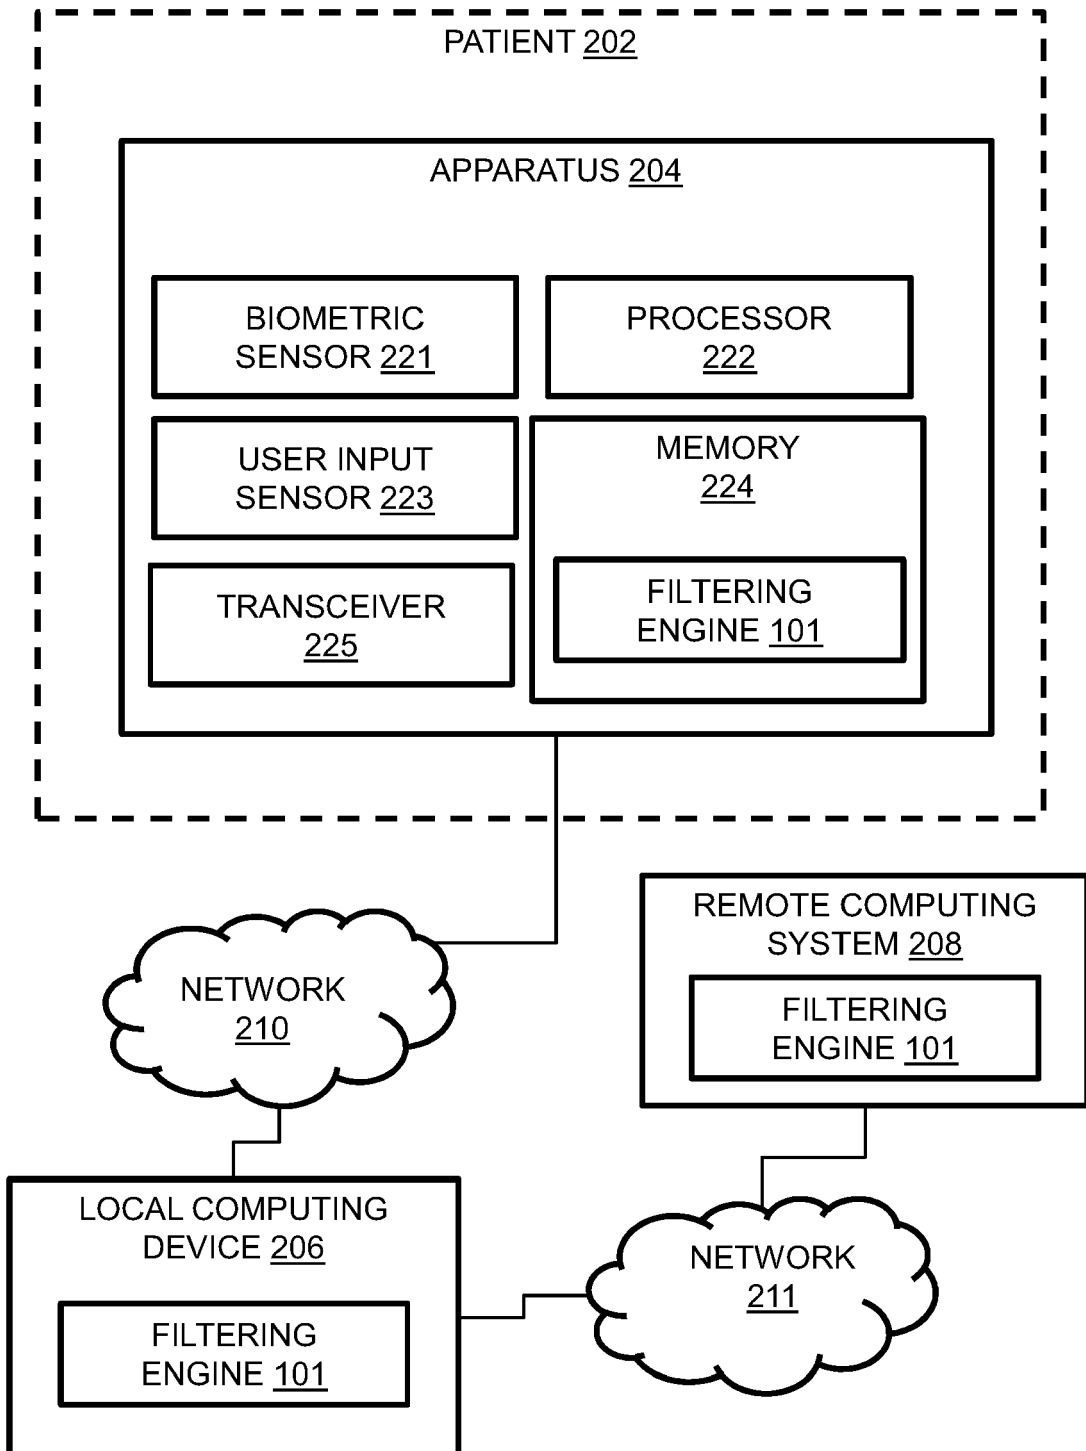 PATIENT 202
APPARATUS 204
BIOMETRIC
SENSOR 221
PROCESSOR
222
USER INPUT
SENSOR 223
MEMORY
224
TRANSCEIVER
225
FILTERING
ENGINE 101
REMOTE COMPUTING
SYSTEM 208
FILTERING
ENGINE 101
NETWORK
210
LOCAL COMPUTING
DEVICE 206
FILTERING
ENGINE 101
NETWORK
211